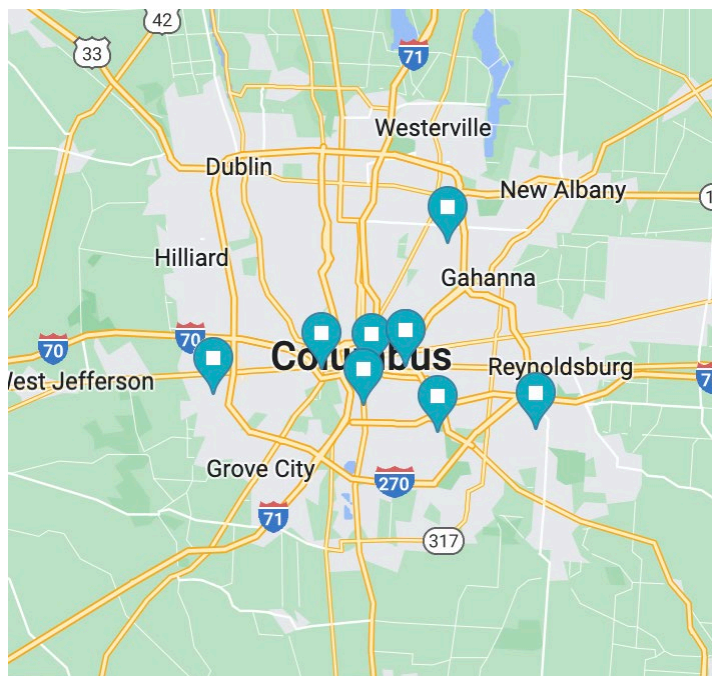 42
33
71
Westerville
Dublin
New Albany
Hilliard
Gahanna
70
70
Columbus
Reynoldsburg
West Jefferson
Grove City
270
71
317